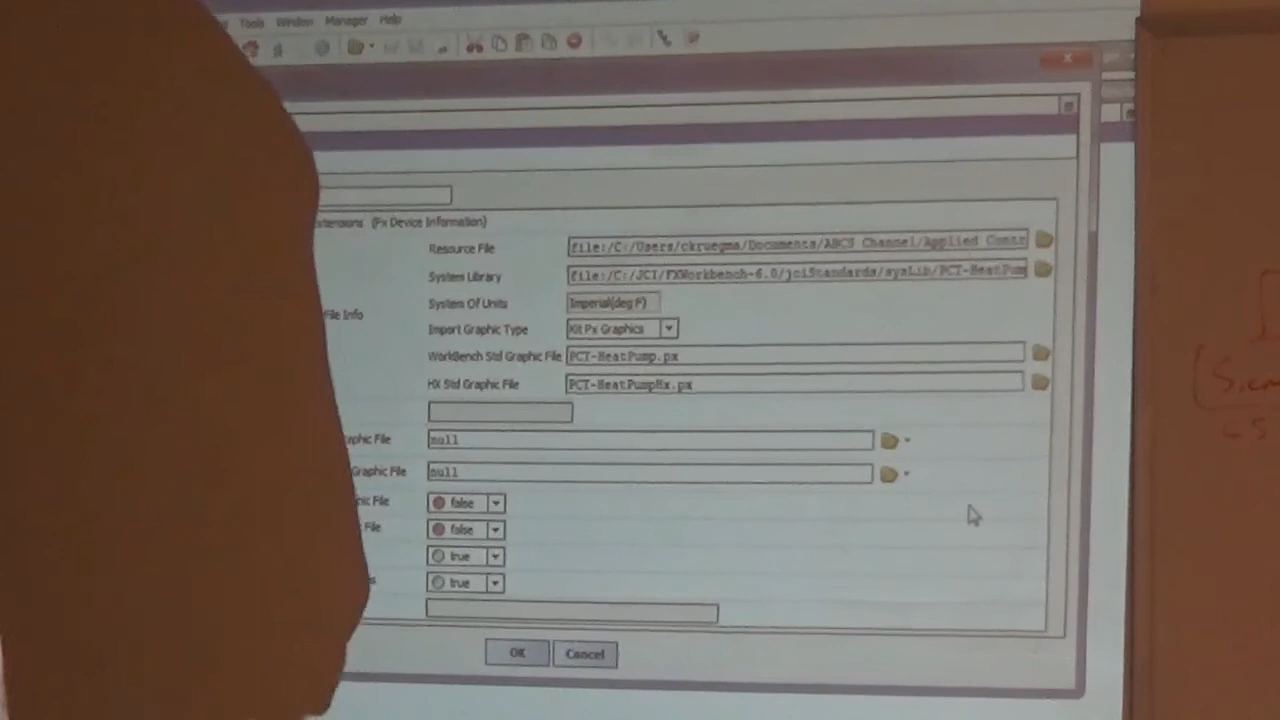 Tools Window Manager Help
(Fx Device Information)
Resource File file:/C:/Users/ckruegma/Documents/ABCS Channel/Applied Contr
System Library file:/C:/JCI/FXWorkbench-6.0/jciStandards/sysLib/PCT-HeatPum
System Of Units Imperial(deg F)
File Info
Import Graphic Type Kit Px Graphics
WorkBench Std Graphic File PCT-HeatPump.px
HX Std Graphic File PCT-HeatPumpHx.px
File null
Graphic File null
File false
File false
true
true
OK Cancel